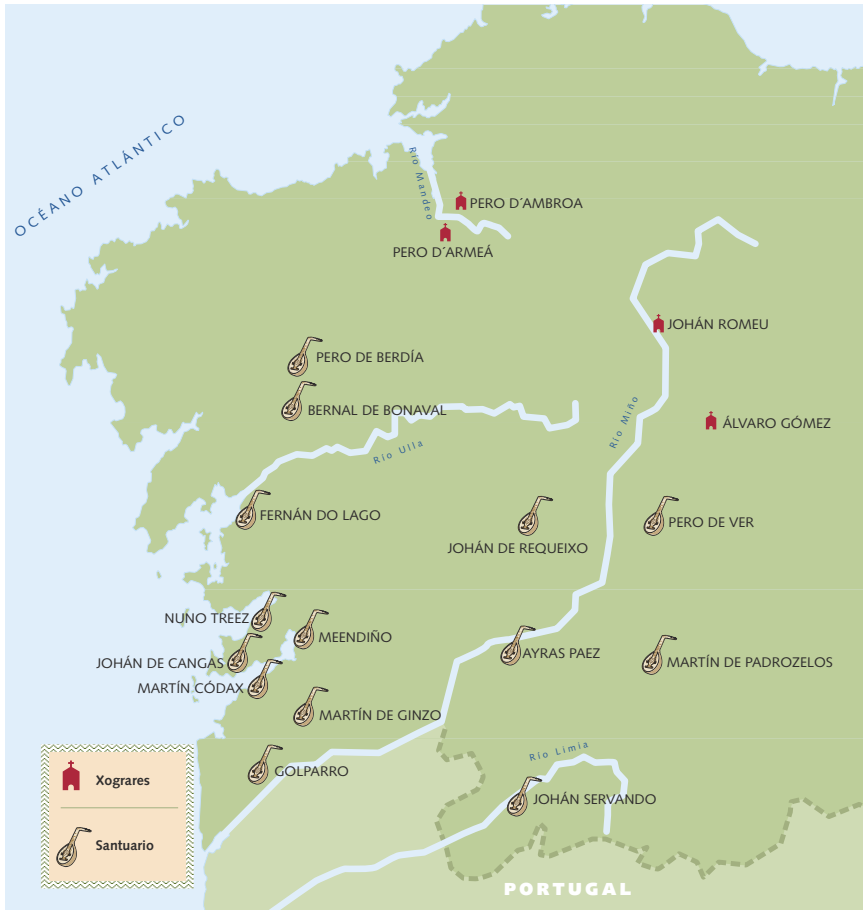 OCÉANO ATLÁNTICO
Río Mandeo
PERO D´AMBROA
PERO D´ARMEÁ
JOHÁN ROMEU
PERO DE BERDÍA
BERNAL DE BONAVAL
Río Miño
ÁLVARO GÓMEZ
Río Ulla
FERNÁN DO LAGO
PERO DE VER
JOHÁN DE REQUEIXO
NUNO TREEZ
MEENDIÑO
AYRAS PAEZ
JOHÁN DE CANGAS
MARTÍN DE PADROZELOS
MARTÍN CÓDAX
MARTÍN DE GINZO
Río Limia
GOLPARRO
JOHÁN SERVANDO
Xograres
Santuario
PORTUGAL